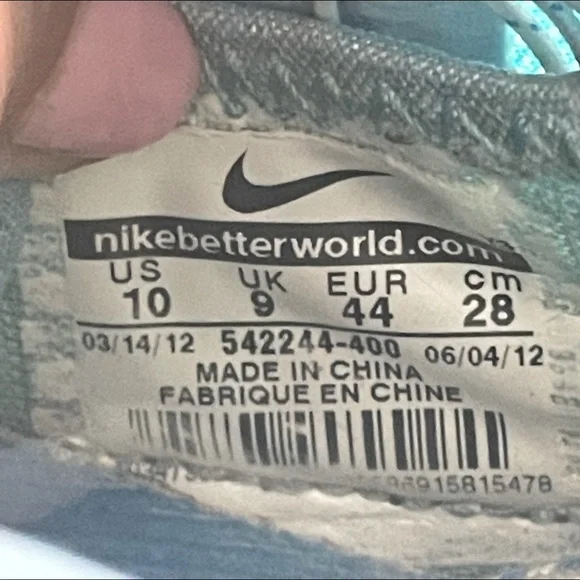 nikebetterworld.com
US UK EUR cm
10 9 44 28
03/14/12 542244-400 06/04/12
MADE IN CHINA
FABRIQUE EN CHINE
6915815478